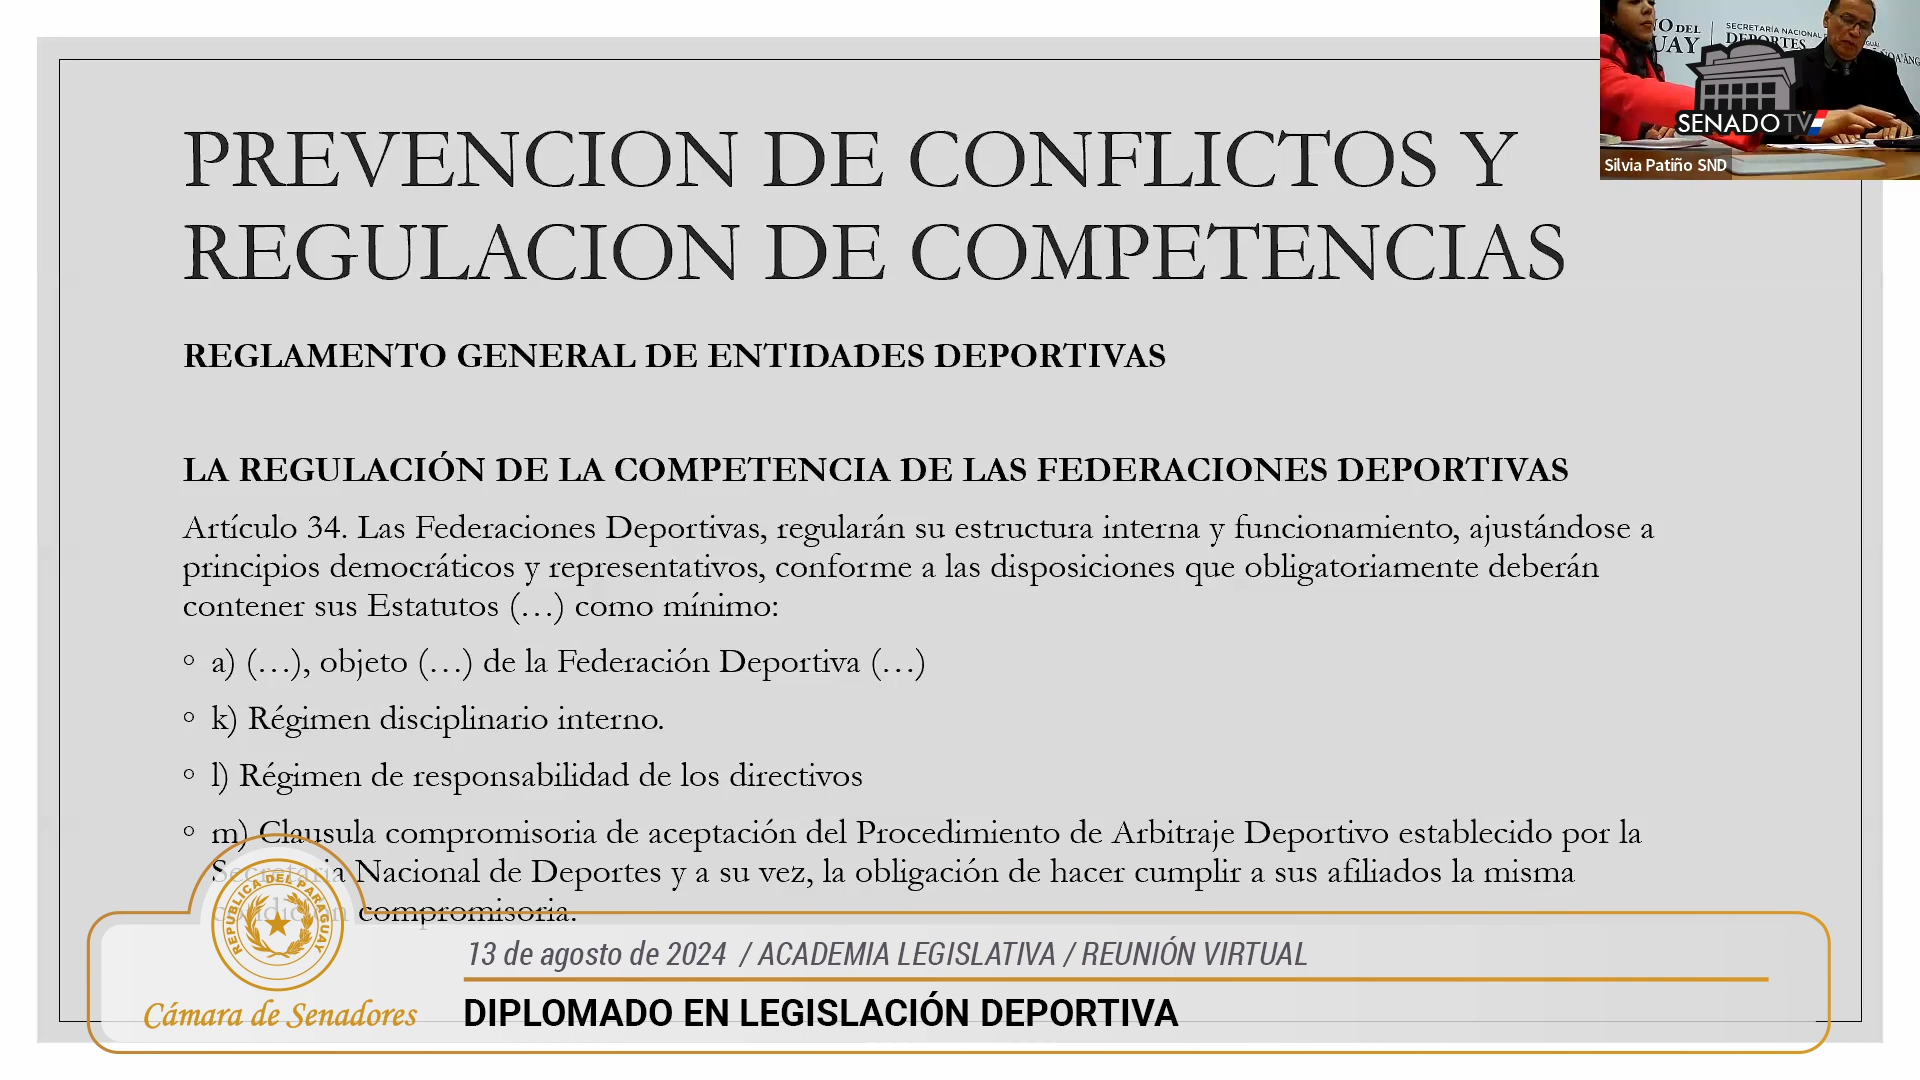 PREVENCION DE CONFLICTOS Y
REGULACION DE COMPETENCIAS
REGLAMENTO GENERAL DE ENTIDADES DEPORTIVAS
LA REGULACIÓN DE LA COMPETENCIA DE LAS FEDERACIONES DEPORTIVAS
Artículo 34. Las Federaciones Deportivas, regularán su estructura interna y funcionamiento, ajustándose a
principios democráticos y representativos, conforme a las disposiciones que obligatoriamente deberán
contener sus Estatutos (…) como mínimo:
◦ a) (…), objeto (…) de la Federación Deportiva (…)
◦ k) Régimen disciplinario interno.
◦ l) Régimen de responsabilidad de los directivos
◦ m) Clausula compromisoria de aceptación del Procedimiento de Arbitraje Deportivo establecido por la
Secretaria Nacional de Deportes y a su vez, la obligación de hacer cumplir a sus afiliados la misma
compromisoria.
SECRETARÍA NACIONAL
DEPORTES
SENADO TV
Silvia Patiño SND
REPUBLICA DEL PARAGUAY
Cámara de Senadores
13 de agosto de 2024 / ACADEMIA LEGISLATIVA / REUNIÓN VIRTUAL
DIPLOMADO EN LEGISLACIÓN DEPORTIVA